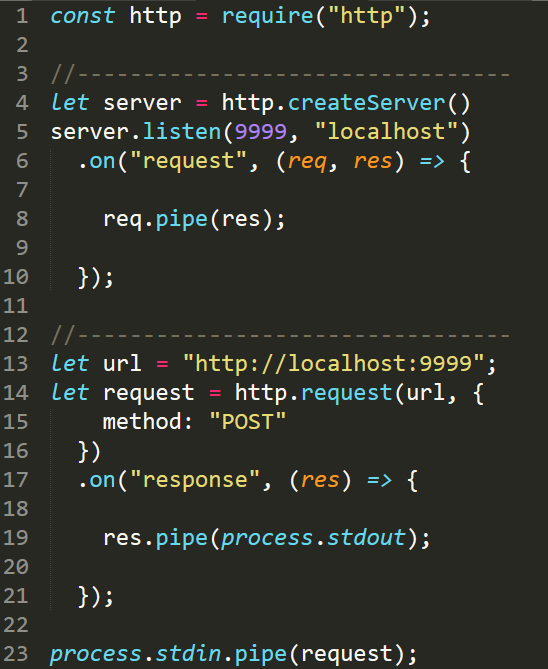 1 const http = require("http");
2
3 //---------------------------------
4 let server = http.createServer()
5 server.listen(9999, "localhost")
6   .on("request", (req, res) => {
7
8     req.pipe(res);
9
10   });
11
12 //---------------------------------
13 let url = "http://localhost:9999";
14 let request = http.request(url, {
15     method: "POST"
16   })
17   .on("response", (res) => {
18
19     res.pipe(process.stdout);
20
21   });
22
23 process.stdin.pipe(request);